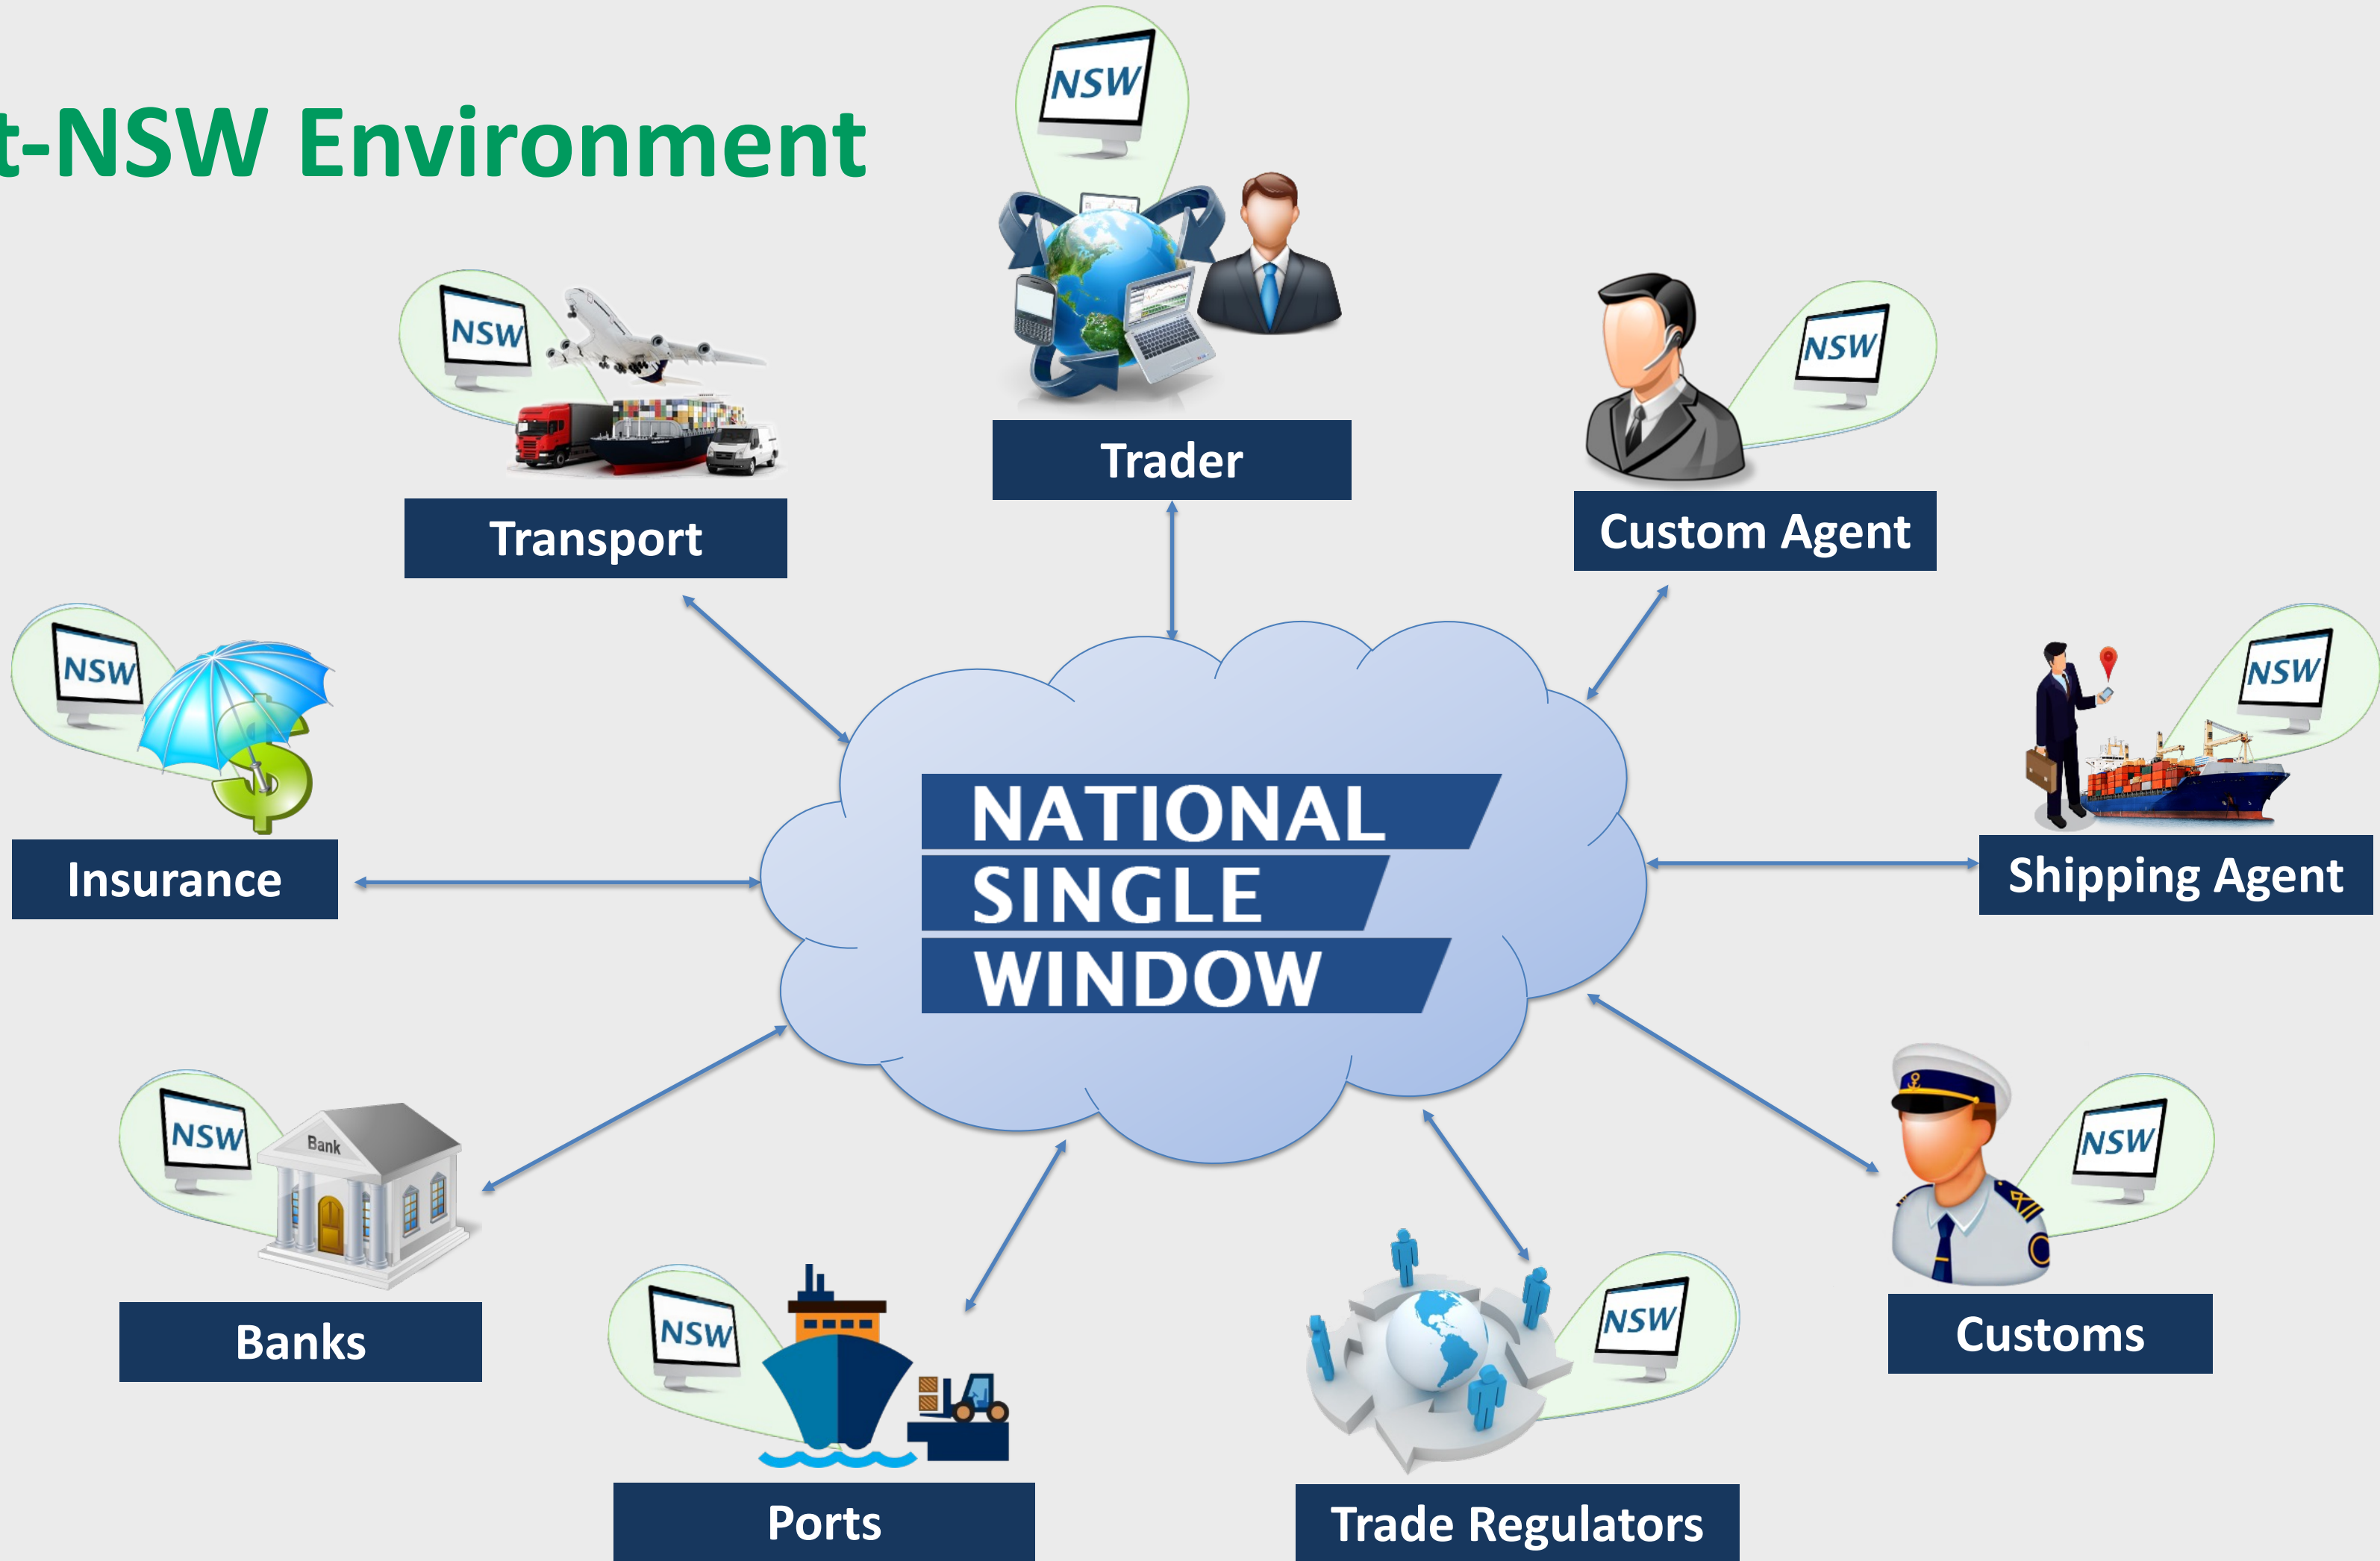 t-NSW Environment
NSW
Trader
NSW
Transport
NSW
Custom Agent
NSW
Insurance
NSW
Shipping Agent
NATIONAL
SINGLE
WINDOW
NSW
Bank
Banks
NSW
Ports
NSW
Trade Regulators
NSW
Customs